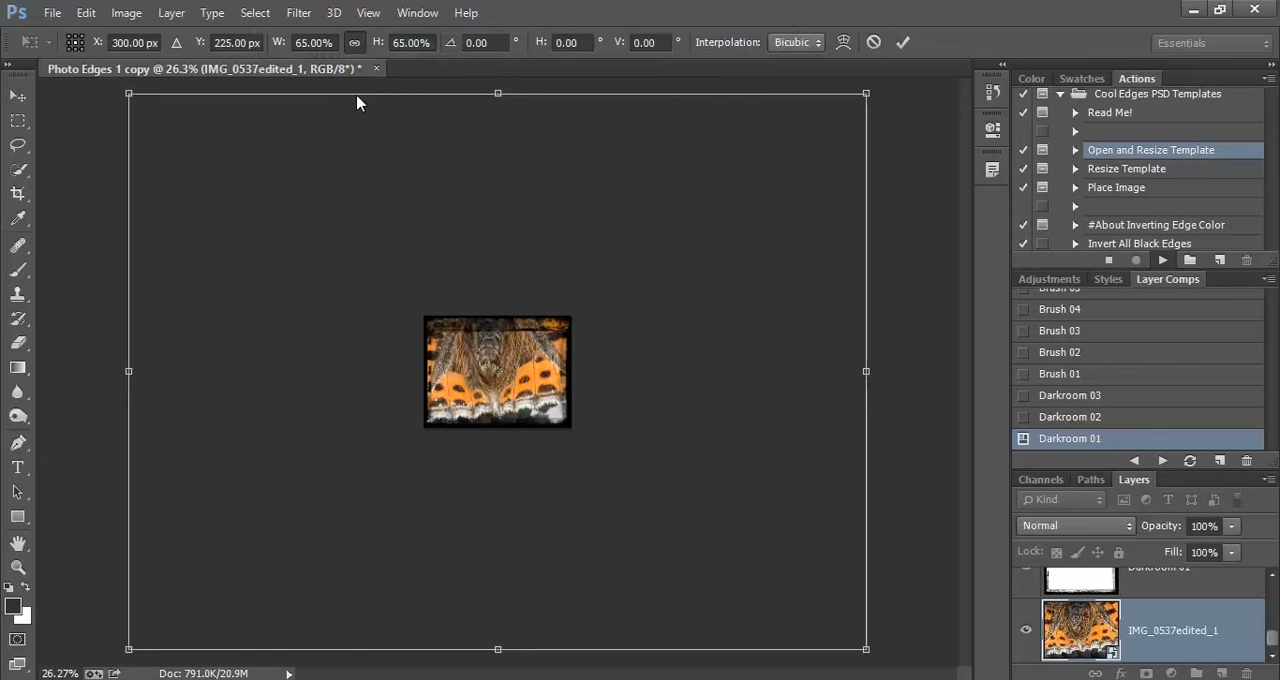 Ps File Edit Image Layer Type Select Filter 3D View Window Help
X: 300.00 px Y: 225.00 px W: 65.00% H: 65.00% 0.00 ° H: 0.00 ° V: 0.00 ° Interpolation: Bicubic Essentials
Photo Edges 1 copy @ 26.3% (IMG_0537edited_1, RGB/8*) * ×
Color Swatches Actions
Cool Edges PSD Templates
Read Me!
Open and Resize Template
Resize Template
Place Image
#About Inverting Edge Color
Invert All Black Edges
Adjustments Styles Layer Comps
Brush 05
Brush 04
Brush 03
Brush 02
Brush 01
Darkroom 03
Darkroom 02
Darkroom 01
Channels Paths Layers
Kind
Normal Opacity: 100%
Lock: Fill: 100%
Darkroom 01
IMG_0537edited_1
26.27% Doc: 791.0K/20.9M